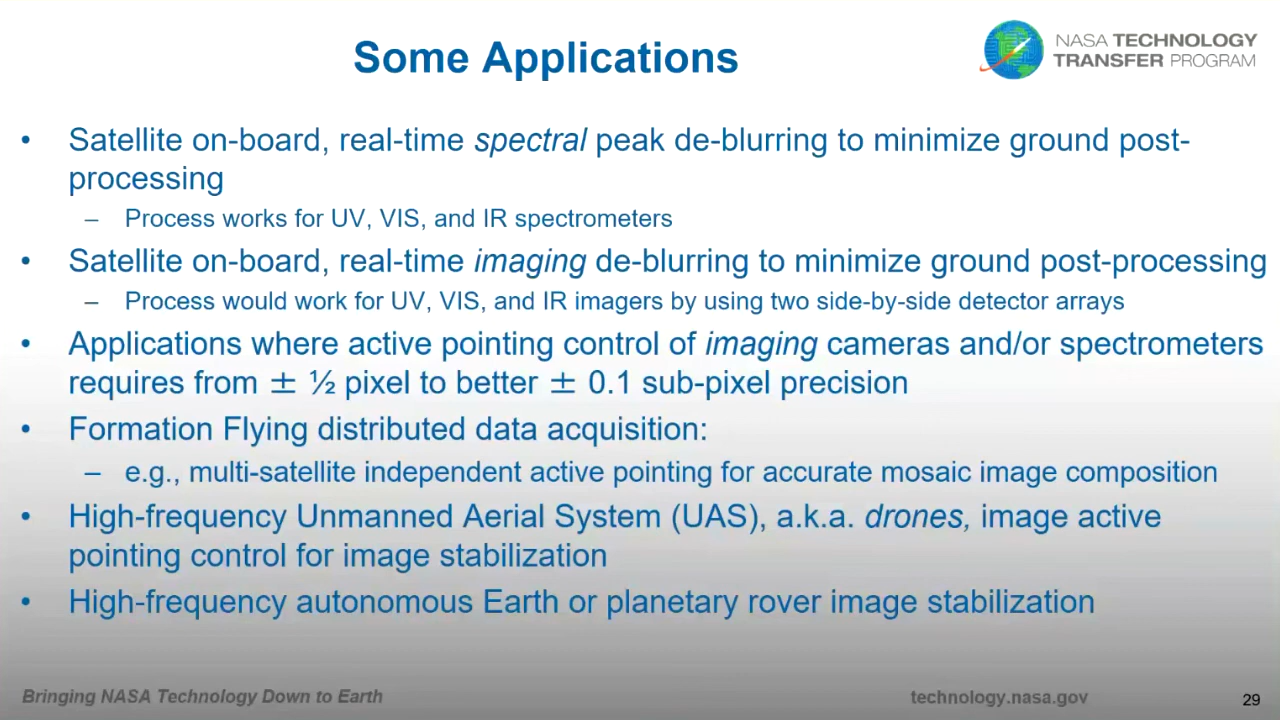 Some Applications
NASA TECHNOLOGY
TRANSFER PROGRAM
• Satellite on-board, real-time spectral peak de-blurring to minimize ground post-
processing
– Process works for UV, VIS, and IR spectrometers
• Satellite on-board, real-time imaging de-blurring to minimize ground post-processing
– Process would work for UV, VIS, and IR imagers by using two side-by-side detector arrays
• Applications where active pointing control of imaging cameras and/or spectrometers
requires from ± ½ pixel to better ± 0.1 sub-pixel precision
• Formation Flying distributed data acquisition:
– e.g., multi-satellite independent active pointing for accurate mosaic image composition
• High-frequency Unmanned Aerial System (UAS), a.k.a. drones, image active
pointing control for image stabilization
• High-frequency autonomous Earth or planetary rover image stabilization
Bringing NASA Technology Down to Earth
technology.nasa.gov
29